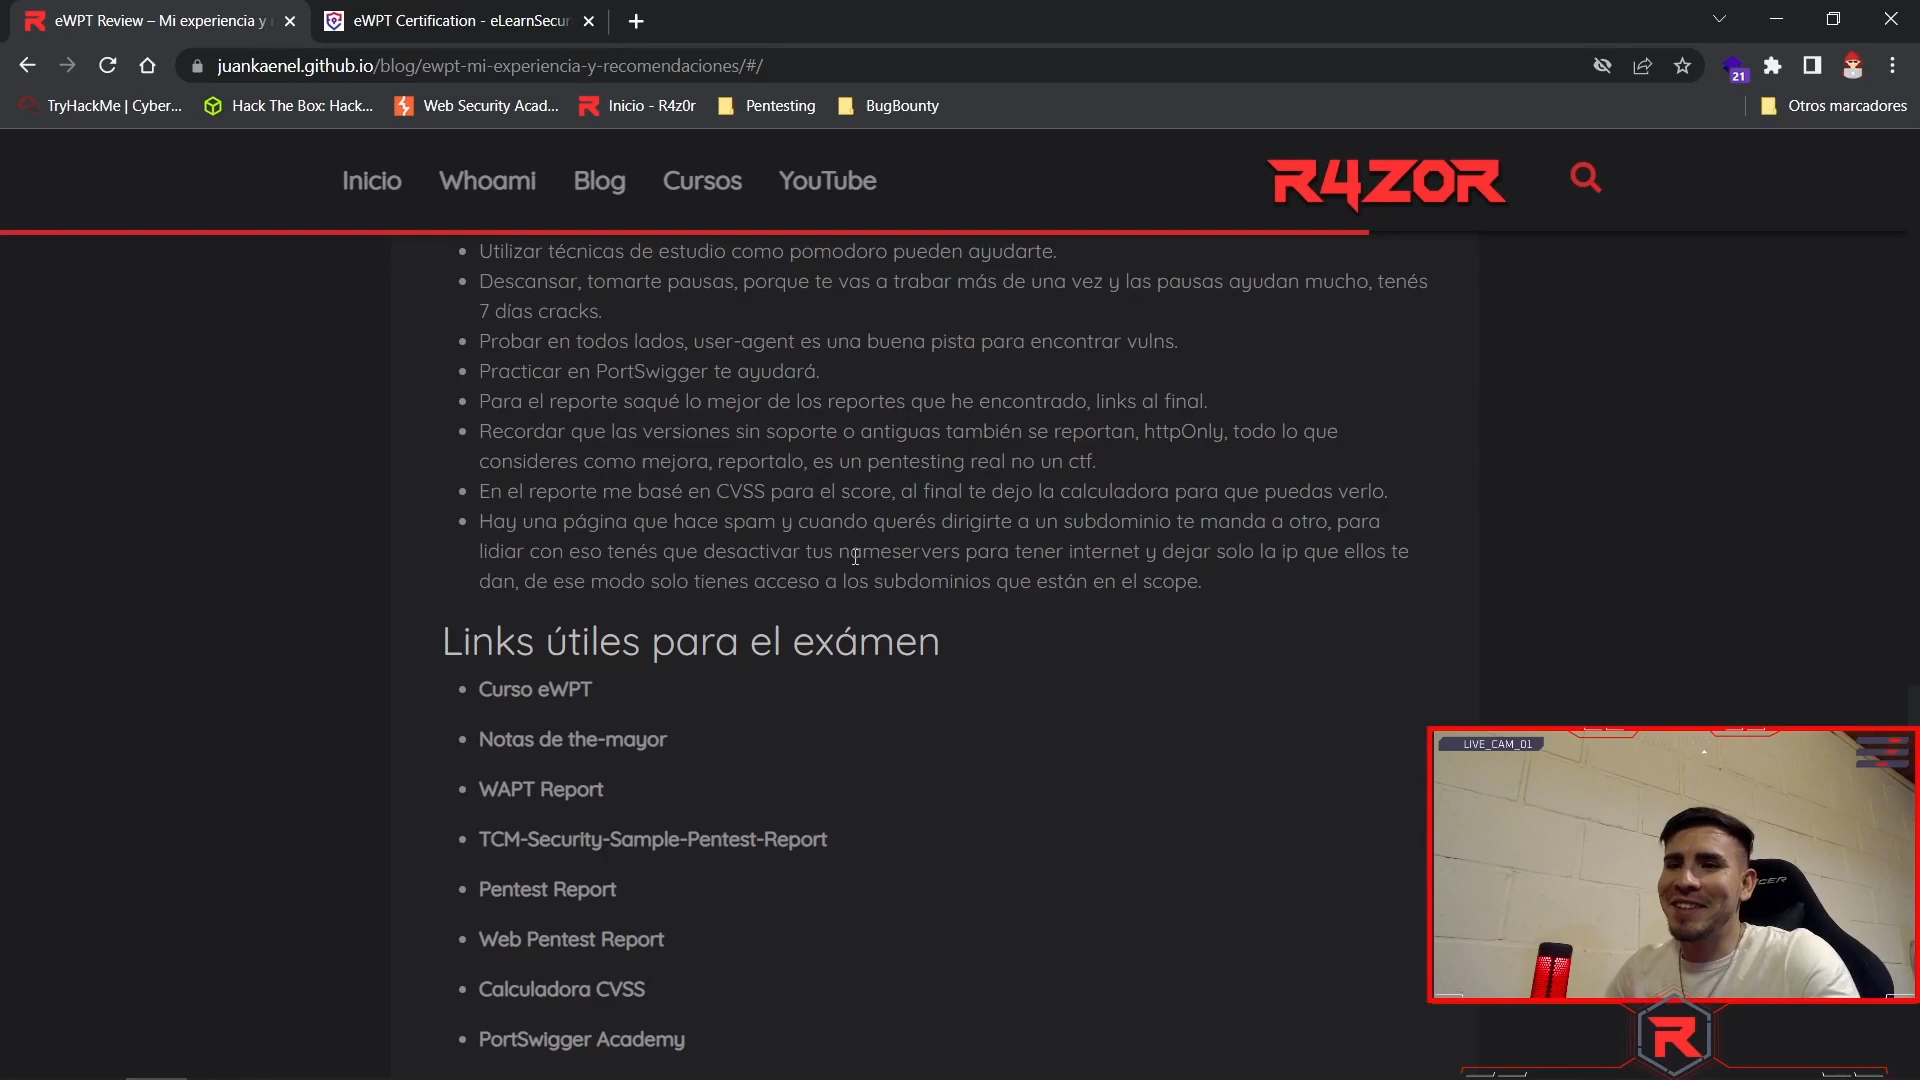 eWPT Review – Mi experiencia y
eWPT Certification - eLearnSecur
juankaenel.github.io/blog/ewpt-mi-experiencia-y-recomendaciones/#/
21
TryHackMe | Cyber...
Hack The Box: Hack...
Web Security Acad...
Inicio - R4z0r
Pentesting
BugBounty
Otros marcadores
Inicio
Whoami
Blog
Cursos
YouTube
R4ZOR
Utilizar técnicas de estudio como pomodoro pueden ayudarte.
Descansar, tomarte pausas, porque te vas a trabar más de una vez y las pausas ayudan mucho, tenés
7 días cracks.
Probar en todos lados, user-agent es una buena pista para encontrar vulns.
Practicar en PortSwigger te ayudará.
Para el reporte saqué lo mejor de los reportes que he encontrado, links al final.
Recordar que las versiones sin soporte o antiguas también se reportan, httpOnly, todo lo que
consideres como mejora, reportalo, es un pentesting real no un ctf.
En el reporte me basé en CVSS para el score, al final te dejo la calculadora para que puedas verlo.
Hay una página que hace spam y cuando querés dirigirte a un subdominio te manda a otro, para
lidiar con eso tenés que desactivar tus nameservers para tener internet y dejar solo la ip que ellos te
dan, de ese modo solo tienes acceso a los subdominios que están en el scope.
Links útiles para el exámen
Curso eWPT
Notas de the-mayor
WAPT Report
TCM-Security-Sample-Pentest-Report
Pentest Report
Web Pentest Report
Calculadora CVSS
PortSwigger Academy
LIVE_CAM_01
R